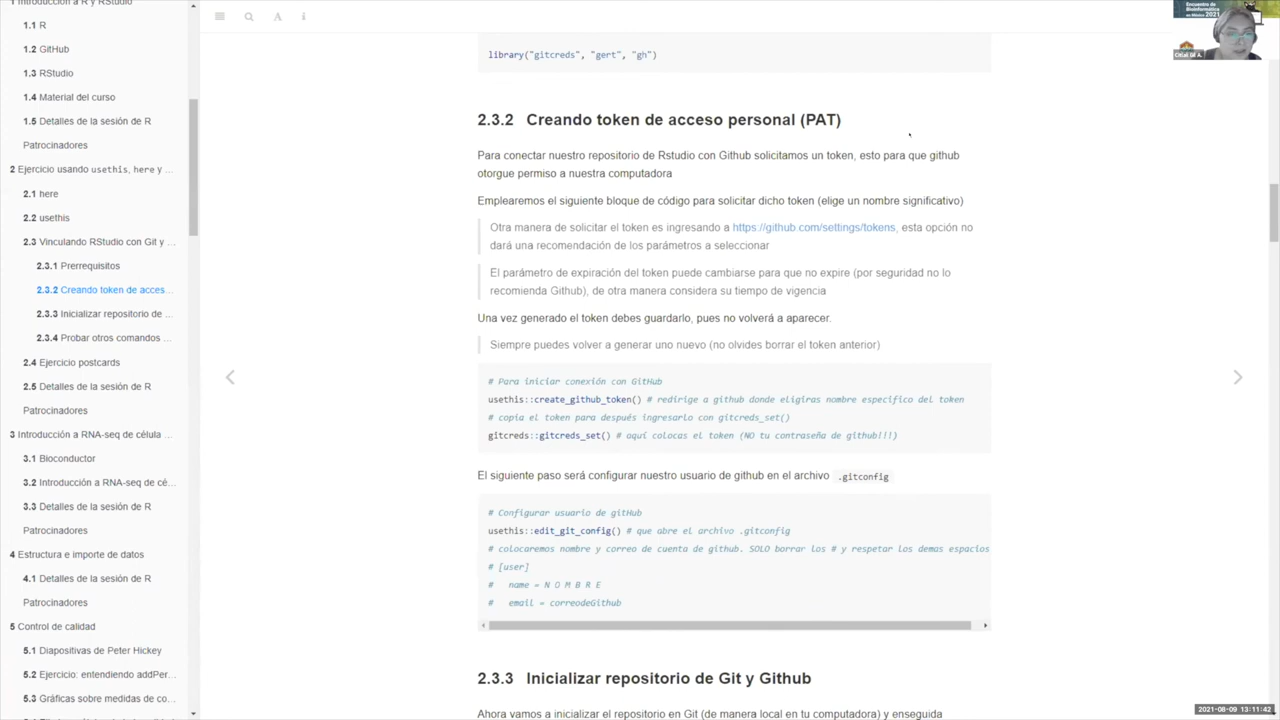 1 Introducción a R y RStudio
1.1 R
1.2 GitHub
1.3 RStudio
1.4 Material del curso
1.5 Detalles de la sesión de R
Patrocinadores
2 Ejercicio usando usethis, here y ...
2.1 here
2.2 usethis
2.3 Vinculando RStudio con Git y ...
2.3.1 Prerrequisitos
2.3.2 Creando token de acces ...
2.3.3 Inicializar repositorio de ...
2.3.4 Probar otros comandos ...
2.4 Ejercicio postcards
2.5 Detalles de la sesión de R
Patrocinadores
3 Introducción a RNA-seq de célula ...
3.1 Bioconductor
3.2 Introducción a RNA-seq de cé...
3.3 Detalles de la sesión de R
Patrocinadores
4 Estructura e importe de datos
4.1 Detalles de la sesión de R
Patrocinadores
5 Control de calidad
5.1 Diapositivas de Peter Hickey
5.2 Ejercicio: entendiendo addPer...
5.3 Gráficas sobre medidas de co...
library("gitcreds", "gert", "gh")
2.3.2 Creando token de acceso personal (PAT)
Para conectar nuestro repositorio de Rstudio con Github solicitamos un token, esto para que github
otorgue permiso a nuestra computadora
Emplearemos el siguiente bloque de código para solicitar dicho token (elige un nombre significativo)
Otra manera de solicitar el token es ingresando a https://github.com/settings/tokens, esta opción no
dará una recomendación de los parámetros a seleccionar
El parámetro de expiración del token puede cambiarse para que no expire (por seguridad no lo
recomienda Github), de otra manera considera su tiempo de vigencia
Una vez generado el token debes guardarlo, pues no volverá a aparecer.
Siempre puedes volver a generar uno nuevo (no olvides borrar el token anterior)
# Para iniciar conexión con GitHub
usethis::create_github_token() # redirige a github donde eligiras nombre especifico del token
# copia el token para después ingresarlo con gitcreds_set()
gitcreds::gitcreds_set() # aquí colocas el token (NO tu contraseña de github!!!)
El siguiente paso será configurar nuestro usuario de github en el archivo .gitconfig
# Configurar usuario de gitHub
usethis::edit_git_config() # que abre el archivo .gitconfig
# colocaremos nombre y correo de cuenta de github. SOLO borrar los # y respetar los demas espacios
# [user]
# name = N O M B R E
# email = correodeGithub
2.3.3 Inicializar repositorio de Git y Github
Ahora vamos a inicializar el repositorio en Git (de manera local en tu computadora) y enseguida
Encuentro de
Bioinformática
en México 2021
Citlali Gil A.
2021-08-09 13:11:42